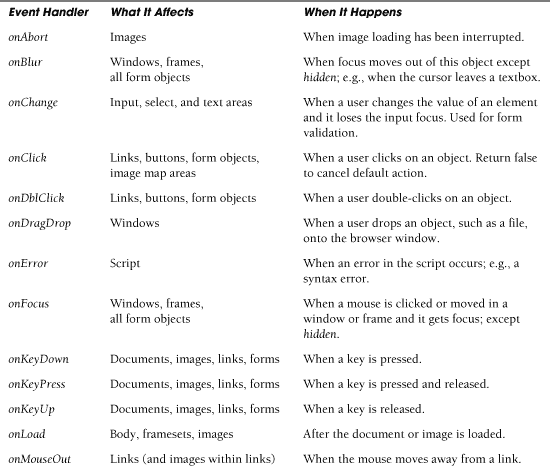 Event Handler What It Affects When It Happens
onAbort Images When image loading has been interrupted.
onBlur Windows, frames, When focus moves out of this object except
all form objects hidden; e.g., when the cursor leaves a textbox.
onChange Input, select, and text areas When a user changes the value of an element
and it loses the input focus. Used for form
validation.
onClick Links, buttons, form objects, When a user clicks on an object. Return false
image map areas to cancel default action.
onDblClick Links, buttons, form objects When a user double-clicks on an object.
onDragDrop Windows When a user drops an object, such as a file,
onto the browser window.
onError Script When an error in the script occurs; e.g., a
syntax error.
onFocus Windows, frames, When a mouse is clicked or moved in a
all form objects window or frame and it gets focus; except
hidden.
onKeyDown Documents, images, links, forms When a key is pressed.
onKeyPress Documents, images, links, forms When a key is pressed and released.
onKeyUp Documents, images, links, forms When a key is released.
onLoad Body, framesets, images After the document or image is loaded.
onMouseOut Links (and images within links) When the mouse moves away from a link.